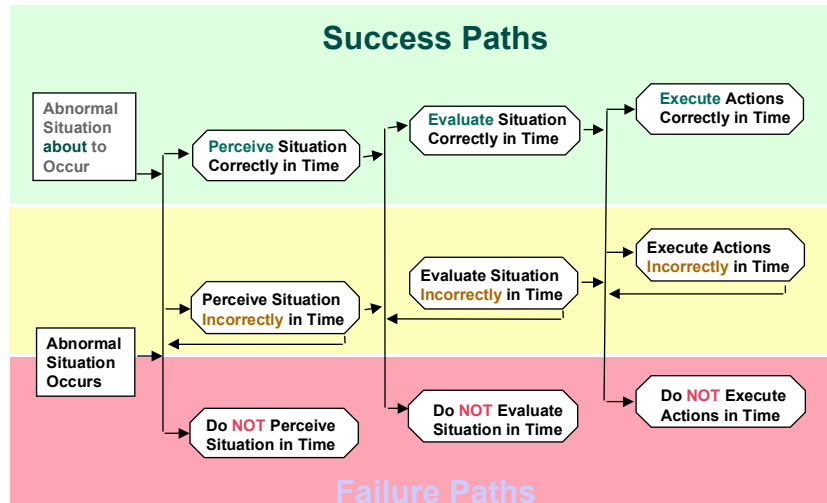 Success Paths
Abnormal
Situation
about to
Occur
Perceive Situation
Correctly in Time
Evaluate Situation
Correctly in Time
Execute Actions
Correctly in Time
Perceive Situation
Incorrectly in Time
Evaluate Situation
Incorrectly in Time
Execute Actions
Incorrectly in Time
Abnormal
Situation
Occurs
Do NOT Perceive
Situation in Time
Do NOT Evaluate
Situation in Time
Do NOT Execute
Actions in Time
Failure Paths